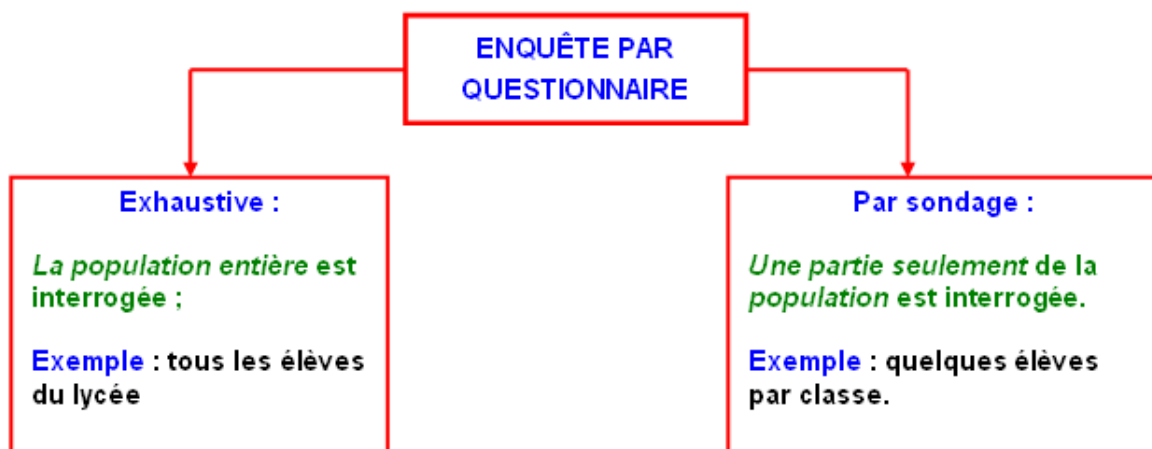 ENQUÊTE PAR
QUESTIONNAIRE
Exhaustive :
La population entière est
interrogée ;
Exemple : tous les élèves
du lycée
Par sondage :
Une partie seulement de la
population est interrogée.
Exemple : quelques élèves
par classe.